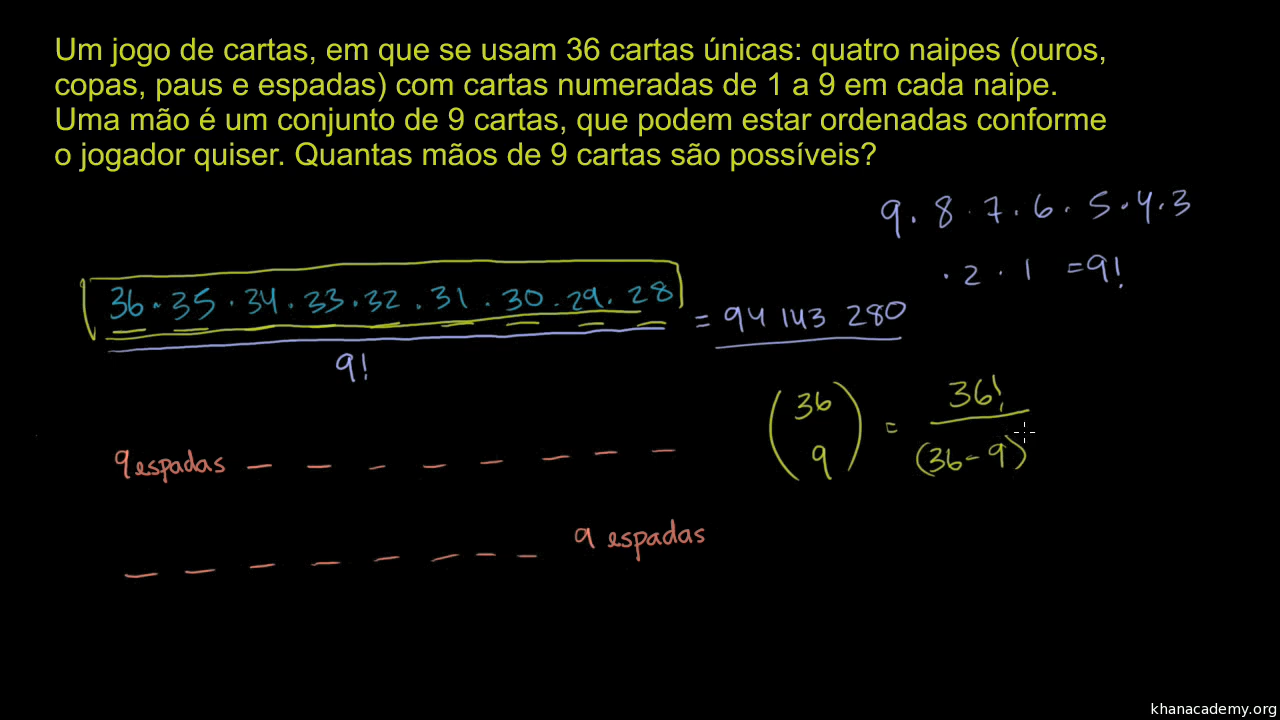 Um jogo de cartas, em que se usam 36 cartas únicas: quatro naipes (ouros,
copas, paus e espadas) com cartas numeradas de 1 a 9 em cada naipe.
Uma mão é um conjunto de 9 cartas, que podem estar ordenadas conforme
o jogador quiser. Quantas mãos de 9 cartas são possíveis?
9 · 8 · 7 · 6 · 5 · 4 · 3
· 2 · 1 = 9!
36 · 35 · 34 · 33 · 32 · 31 · 30 · 29 · 28
= 94 143 280
9!
(36
9) = 36!
(36 - 9)
9 espadas
9 espadas
khanacademy.org